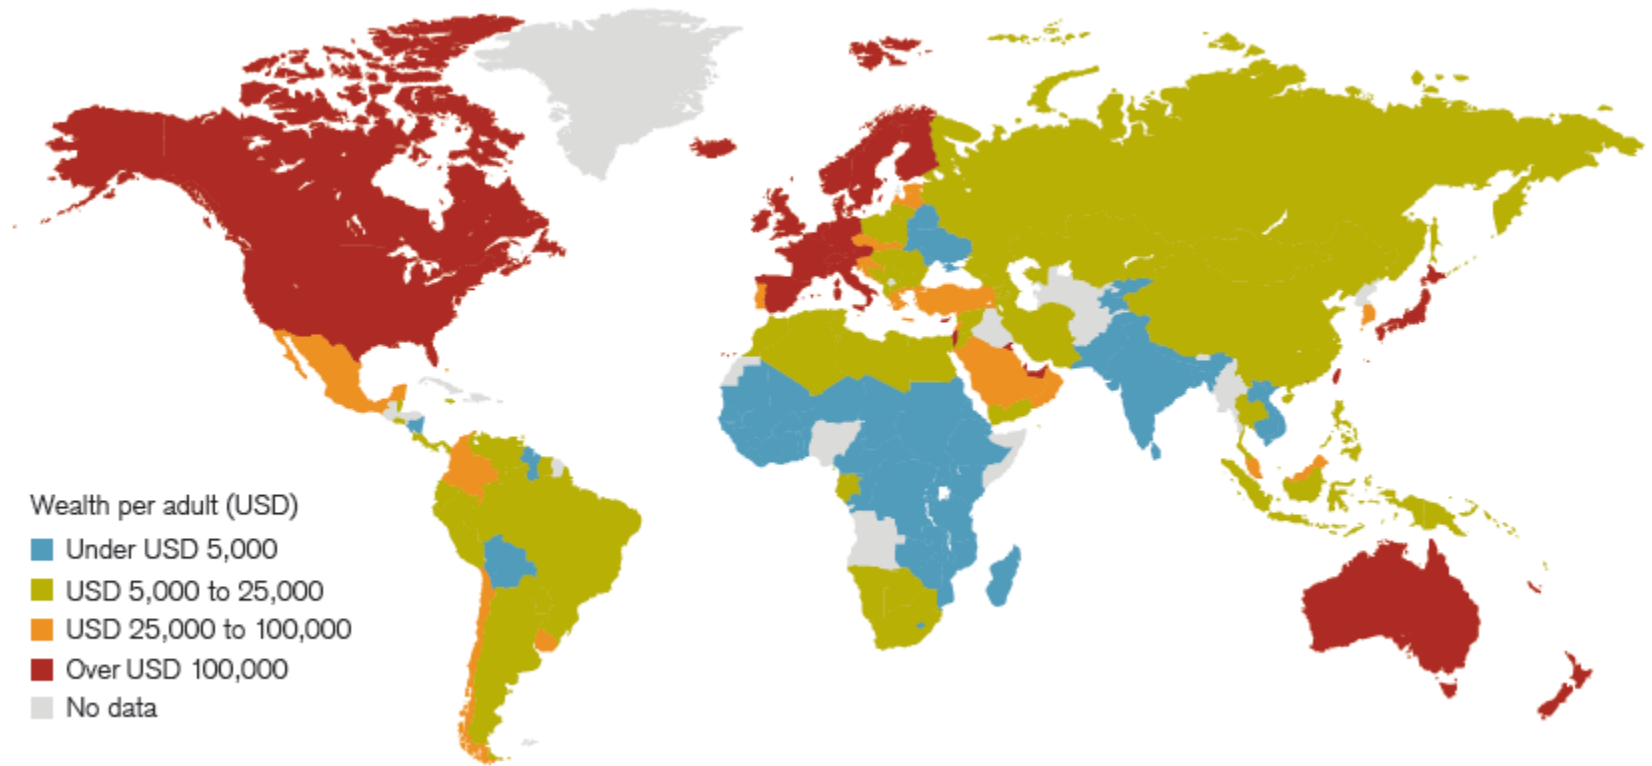 Wealth per adult (USD)
Under USD 5,000
USD 5,000 to 25,000
USD 25,000 to 100,000
Over USD 100,000
No data